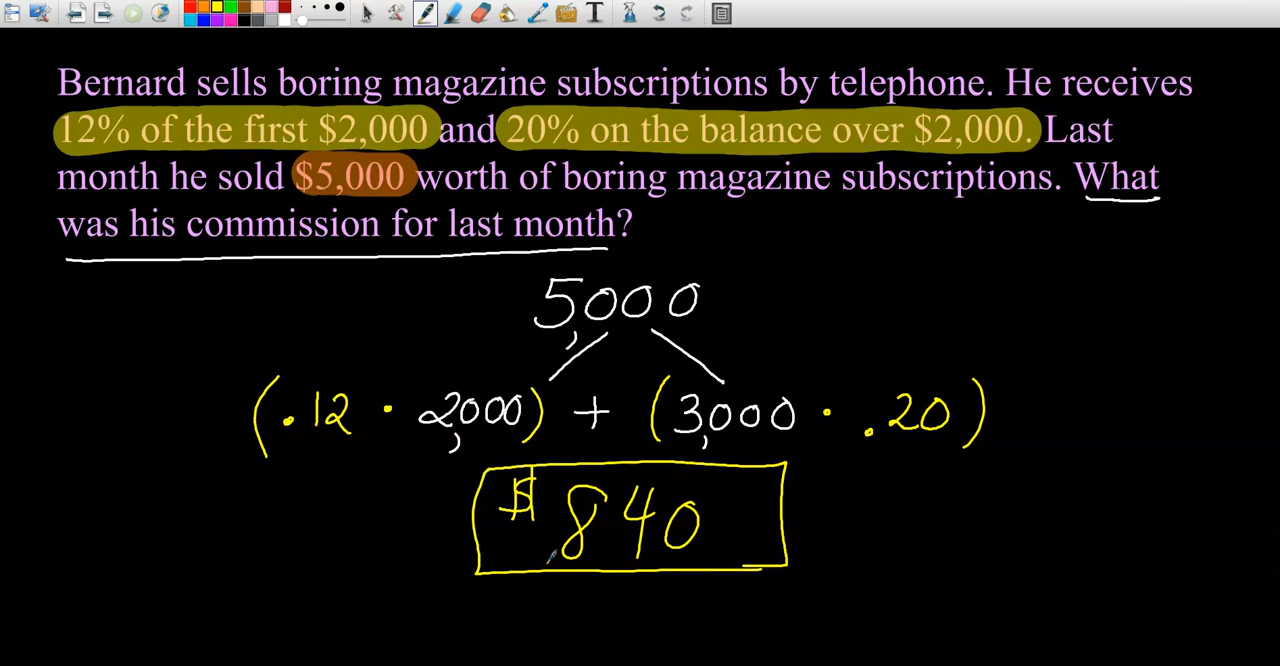 Bernard sells boring magazine subscriptions by telephone. He receives
12% of the first $2,000 and 20% on the balance over $2,000. Last
month he sold $5,000 worth of boring magazine subscriptions. What
was his commission for last month?
5,000
(.12 · 2,000) + (3,000 · .20)
$840